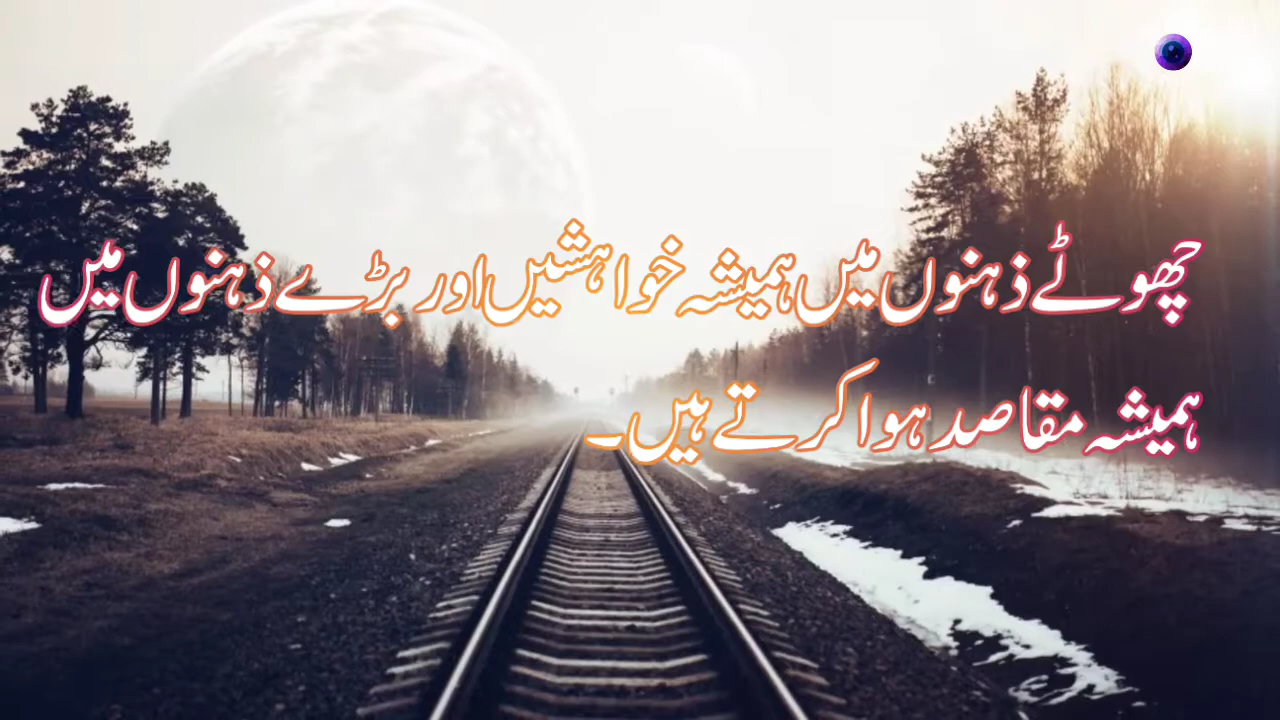 چھوٹے ذہنوں میں ہمیشہ خواہشیں اور بڑے ذہنوں میں
ہمیشہ مقاصد ہوا کرتے ہیں۔